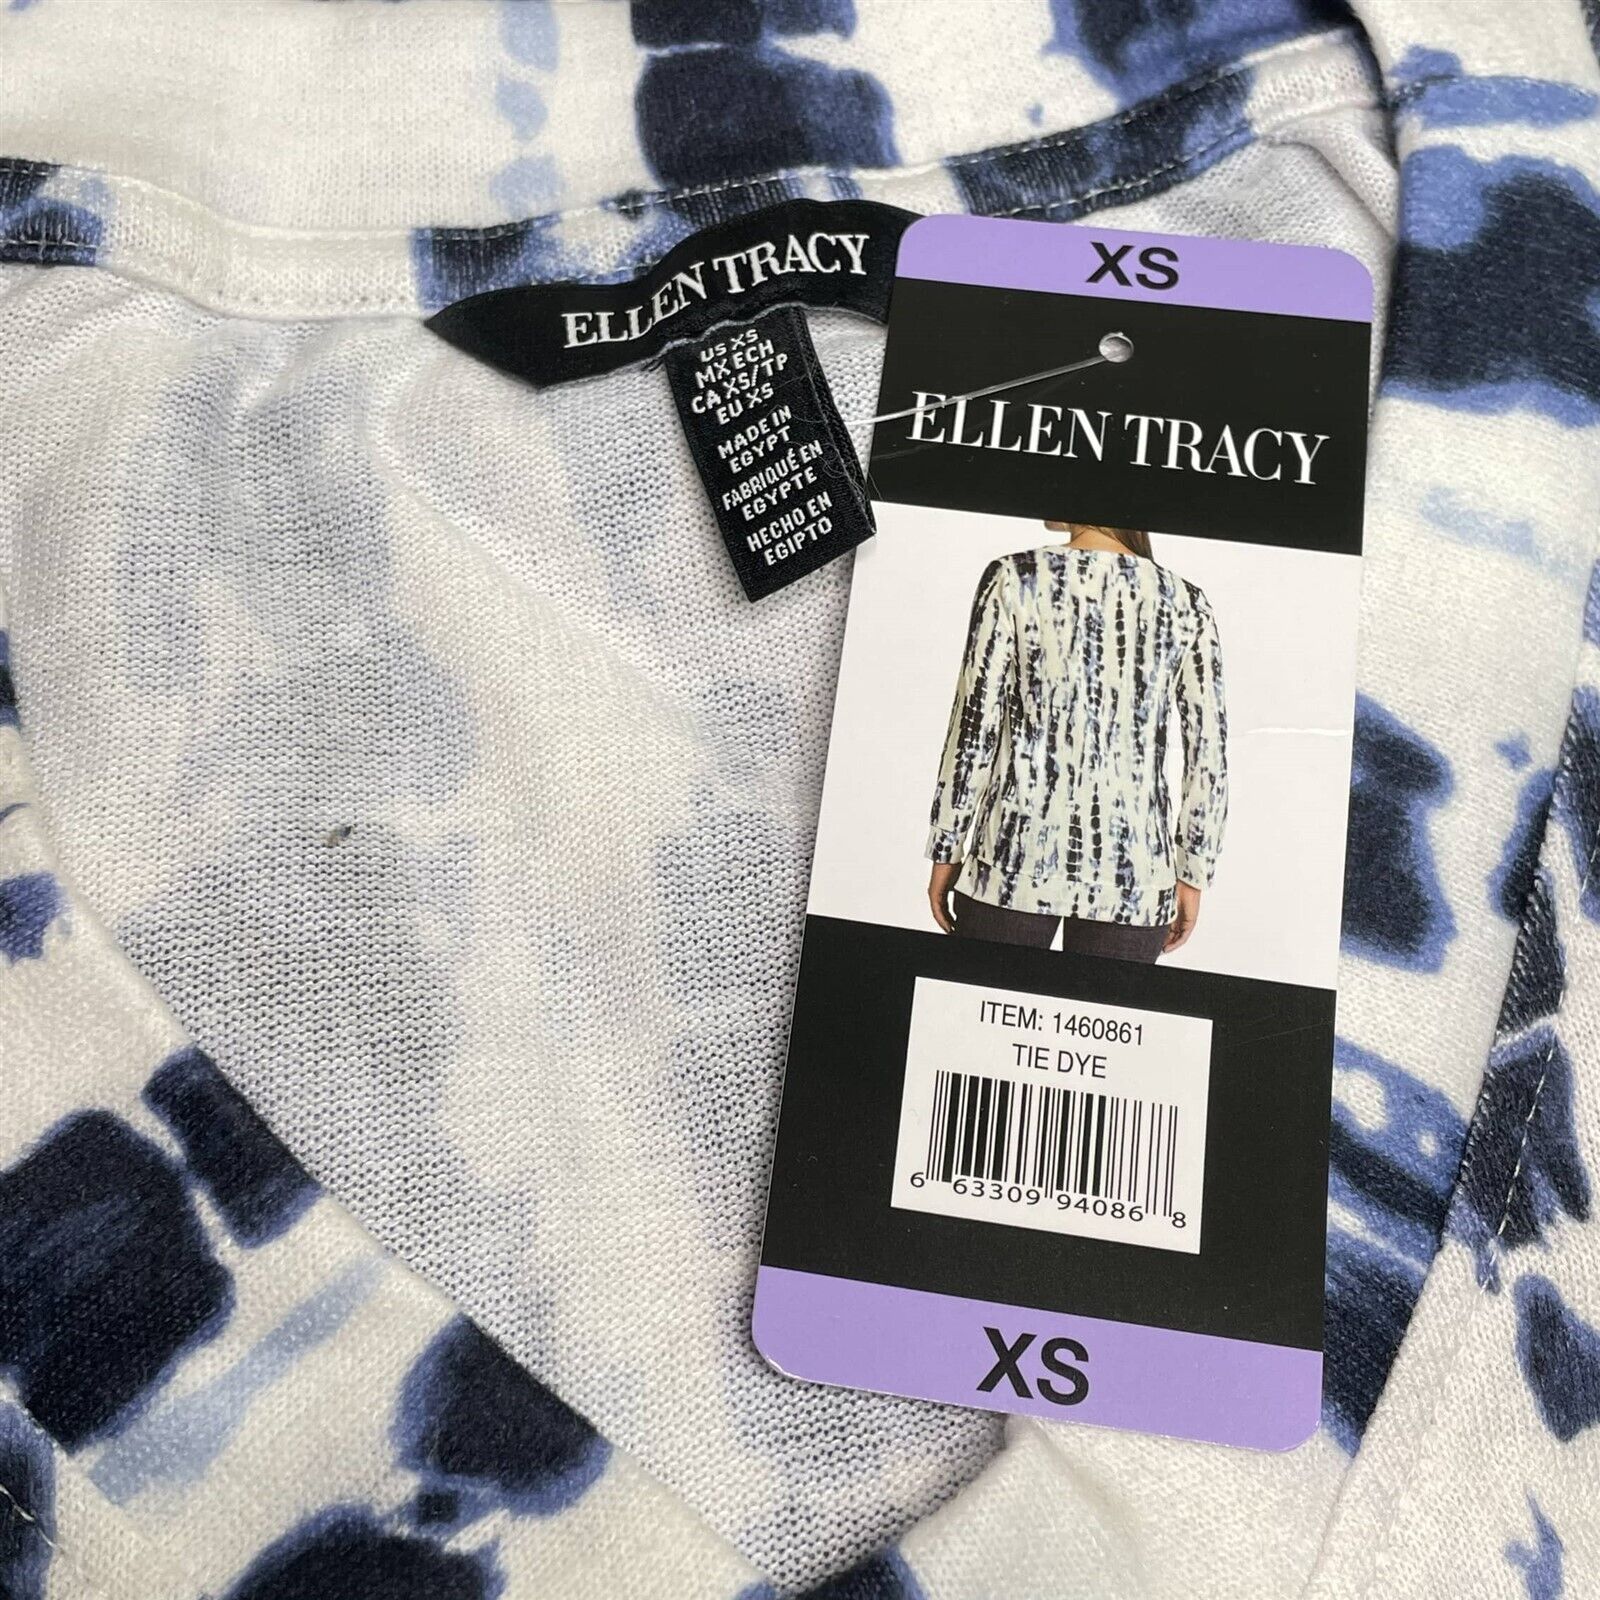 ELLEN TRACY
US XS
MX ECH
CA XS/TP
EU XS
MADE IN
EGYPT
FABRIQUÉ EN
EGYPTE
HECHO EN
EGIPTO
XS
ELLEN TRACY
ITEM: 1460861
TIE DYE
6 63309 94086 8
XS